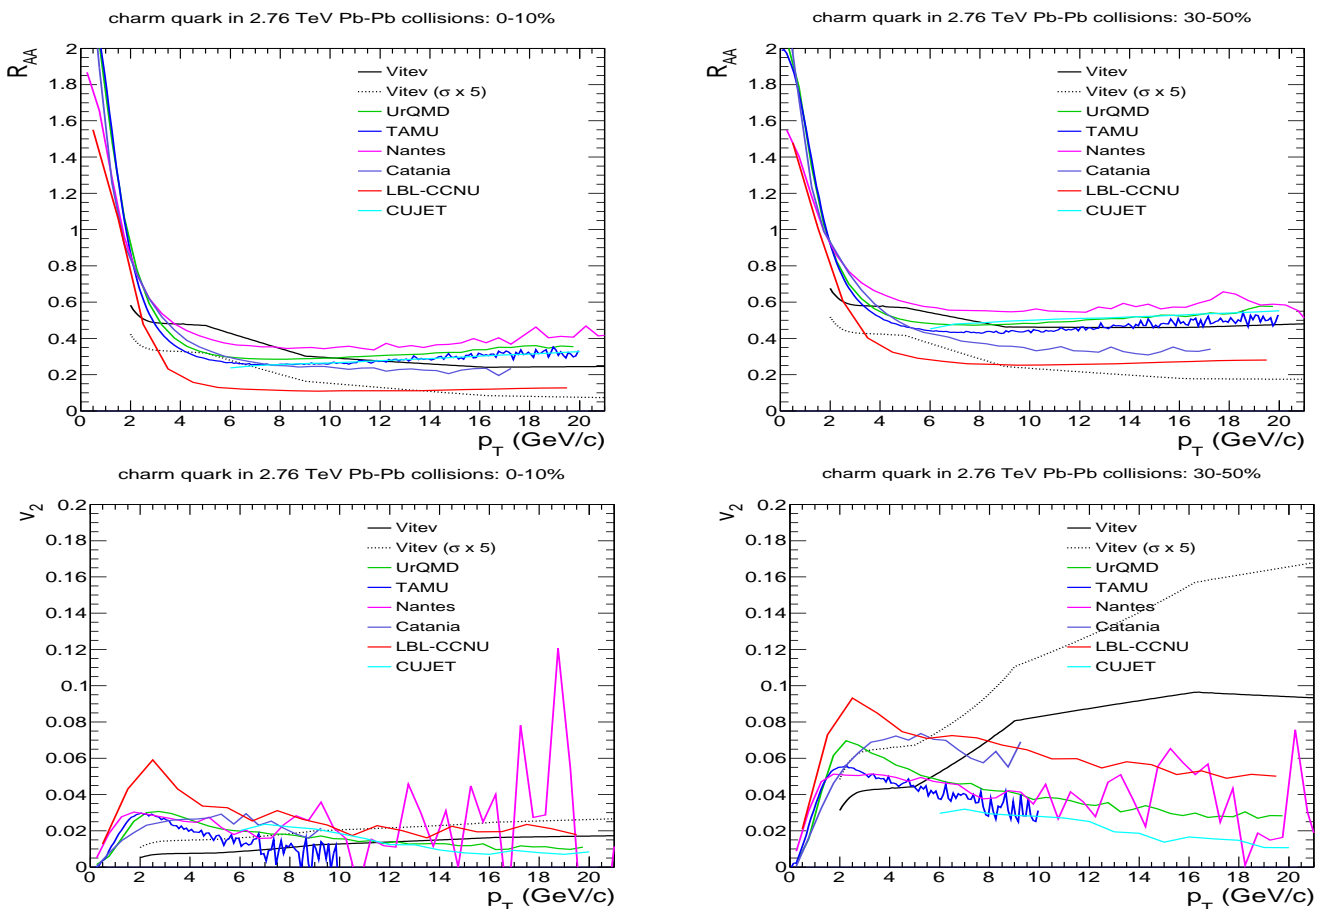 charm quark in 2.76 TeV Pb-Pb collisions: 0-10%
R_AA
2
1.8
1.6
1.4
1.2
1
0.8
0.6
0.4
0.2
0
Vitev
Vitev (σ x 5)
UrQMD
TAMU
Nantes
Catania
LBL-CCNU
CUJET
0 2 4 6 8 10 12 14 16 18 20
p_T (GeV/c)
charm quark in 2.76 TeV Pb-Pb collisions: 30-50%
R_AA
2
1.8
1.6
1.4
1.2
1
0.8
0.6
0.4
0.2
0
Vitev
Vitev (σ x 5)
UrQMD
TAMU
Nantes
Catania
LBL-CCNU
CUJET
0 2 4 6 8 10 12 14 16 18 20
p_T (GeV/c)
charm quark in 2.76 TeV Pb-Pb collisions: 0-10%
v_2
0.2
0.18
0.16
0.14
0.12
0.1
0.08
0.06
0.04
0.02
0
Vitev
Vitev (σ x 5)
UrQMD
TAMU
Nantes
Catania
LBL-CCNU
CUJET
0 2 4 6 8 10 12 14 16 18 20
p_T (GeV/c)
charm quark in 2.76 TeV Pb-Pb collisions: 30-50%
v_2
0.2
0.18
0.16
0.14
0.12
0.1
0.08
0.06
0.04
0.02
0
Vitev
Vitev (σ x 5)
UrQMD
TAMU
Nantes
Catania
LBL-CCNU
CUJET
0 2 4 6 8 10 12 14 16 18 20
p_T (GeV/c)